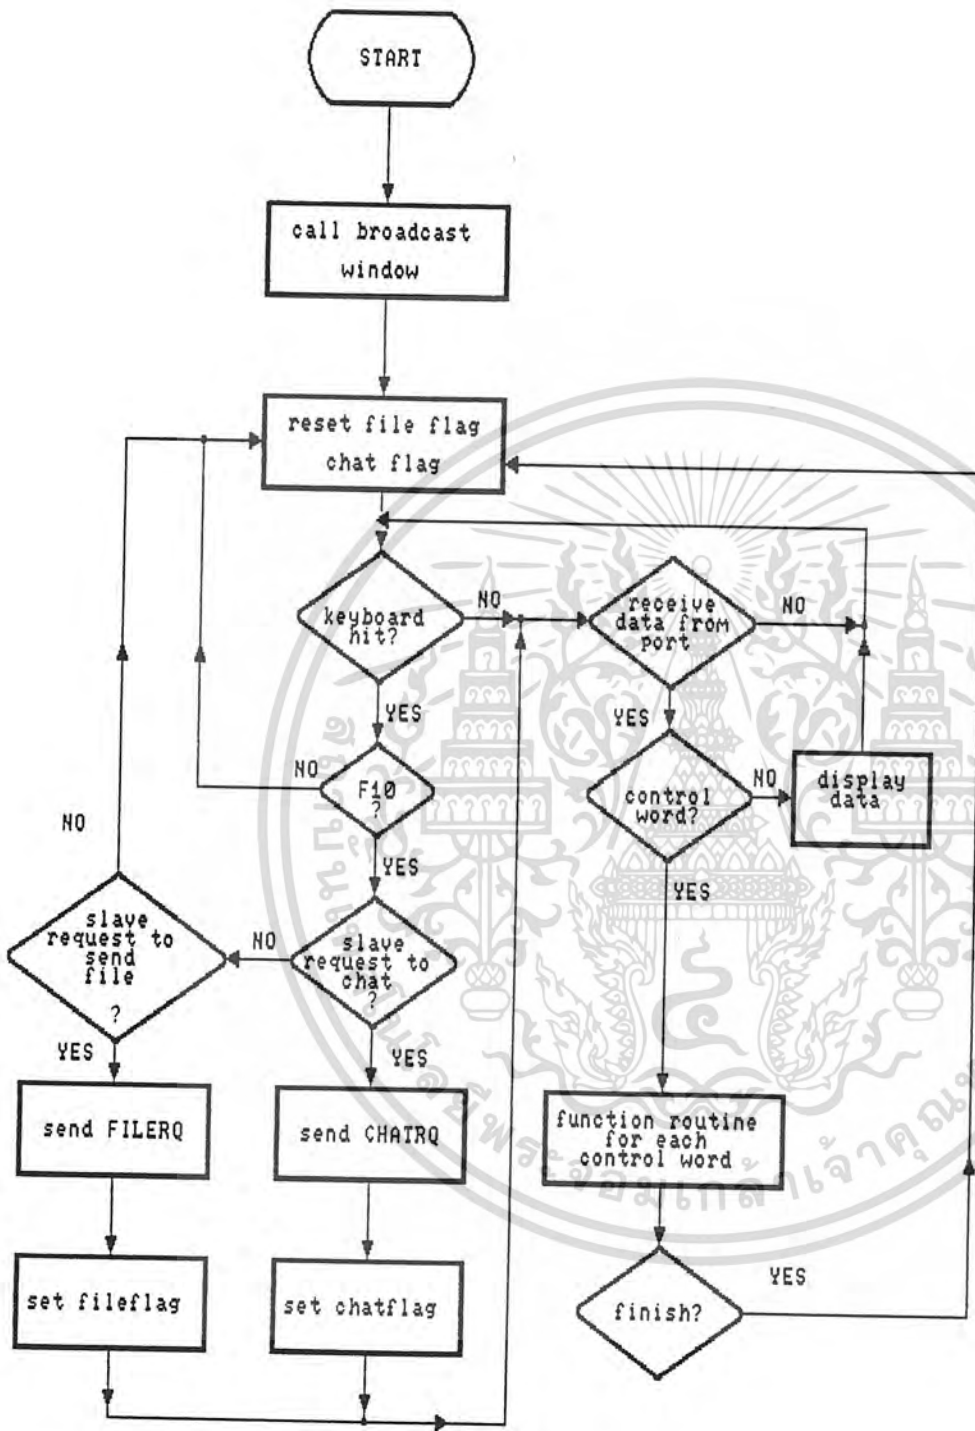 START
call broadcast
window
reset file flag
chat flag
keyboard
hit?
NO
receive
data from
port
NO
YES
YES
NO
F10
?
control
word?
NO
display
data
NO
YES
YES
slave
request to
send
file
?
NO
slave
request to
chat
?
YES
YES
send FILERQ
send CHATRQ
function routine
for each
control word
set fileflag
set chatflag
finish?
YES